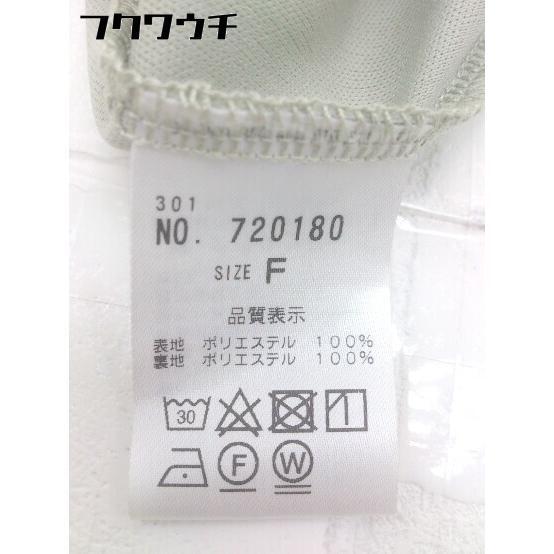 フクウウチ
301
NO. 720180
SIZE F
品質表示
表地 ポリエステル 100%
裏地 ポリエステル 100%
30
F W